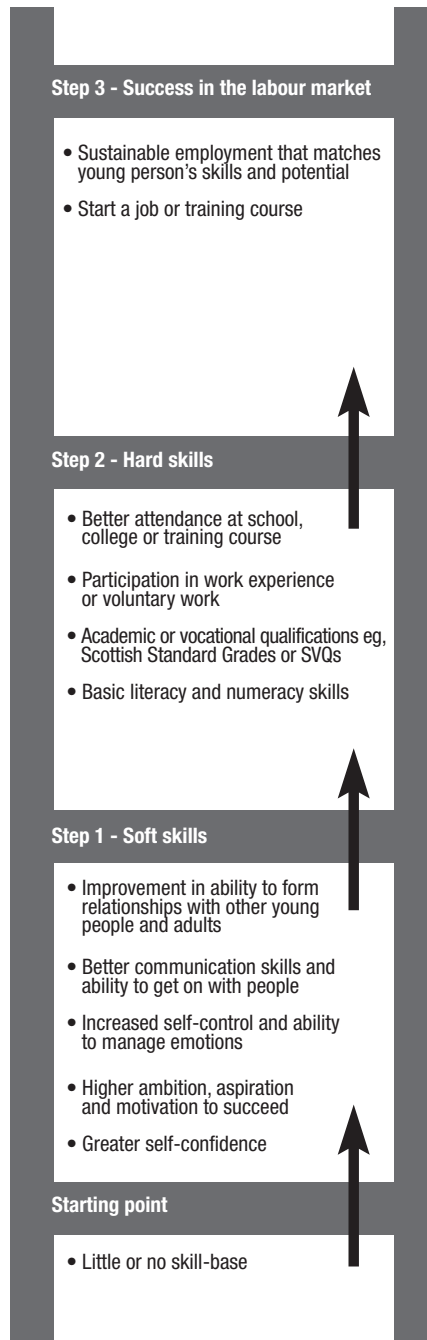 Step 3 - Success in the labour market
• Sustainable employment that matches
young person's skills and potential
• Start a job or training course
Step 2 - Hard skills
• Better attendance at school,
college or training course
• Participation in work experience
or voluntary work
• Academic or vocational qualifications eg,
Scottish Standard Grades or SVQs
• Basic literacy and numeracy skills
Step 1 - Soft skills
• Improvement in ability to form
relationships with other young
people and adults
• Better communication skills and
ability to get on with people
• Increased self-control and ability
to manage emotions
• Higher ambition, aspiration
and motivation to succeed
• Greater self-confidence
Starting point
• Little or no skill-base